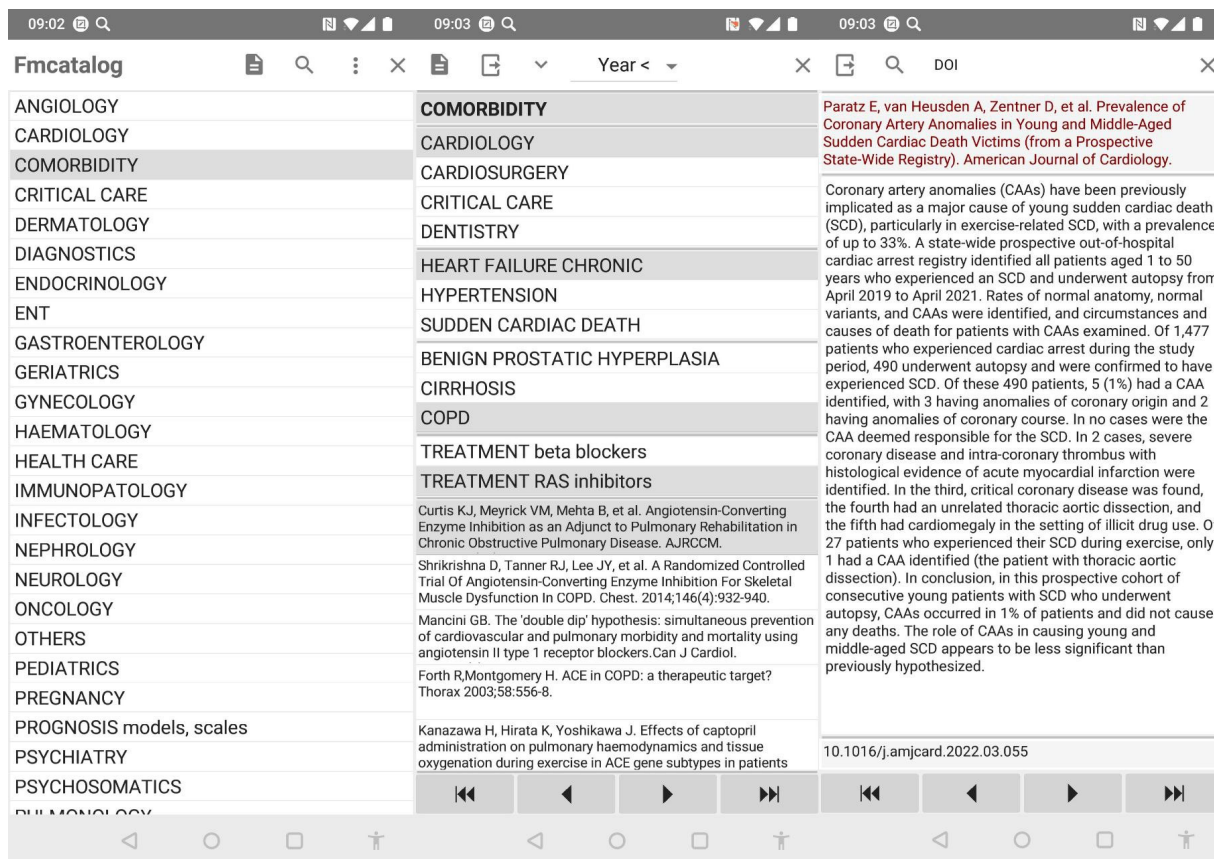 09:02
Fmcatalog
ANGIOLOGY
CARDIOLOGY
COMORBIDITY
CRITICAL CARE
DERMATOLOGY
DIAGNOSTICS
ENDOCRINOLOGY
ENT
GASTROENTEROLOGY
GERIATRICS
GYNECOLOGY
HAEMATOLOGY
HEALTH CARE
IMMUNOPATOLOGY
INFECTOLOGY
NEPHROLOGY
NEUROLOGY
ONCOLOGY
OTHERS
PEDIATRICS
PREGNANCY
PROGNOSIS models, scales
PSYCHIATRY
PSYCHOSOMATICS
PULMONOLOGY
09:03
Year <
COMORBIDITY
CARDIOLOGY
CARDIOSURGERY
CRITICAL CARE
DENTISTRY
HEART FAILURE CHRONIC
HYPERTENSION
SUDDEN CARDIAC DEATH
BENIGN PROSTATIC HYPERPLASIA
CIRRHOSIS
COPD
TREATMENT beta blockers
TREATMENT RAS inhibitors
Curtis KJ, Meyrick VM, Mehta B, et al. Angiotensin-Converting
Enzyme Inhibition as an Adjunct to Pulmonary Rehabilitation in
Chronic Obstructive Pulmonary Disease. AJRCCM.
Shrikrishna D, Tanner RJ, Lee JY, et al. A Randomized Controlled
Trial Of Angiotensin-Converting Enzyme Inhibition For Skeletal
Muscle Dysfunction In COPD. Chest. 2014;146(4):932-940.
Mancini GB. The 'double dip' hypothesis: simultaneous prevention
of cardiovascular and pulmonary morbidity and mortality using
angiotensin II type 1 receptor blockers.Can J Cardiol.
Forth R,Montgomery H. ACE in COPD: a therapeutic target?
Thorax 2003;58:556-8.
Kanazawa H, Hirata K, Yoshikawa J. Effects of captopril
administration on pulmonary haemodynamics and tissue
oxygenation during exercise in ACE gene subtypes in patients
09:03
DOI
Paratz E, van Heusden A, Zentner D, et al. Prevalence of
Coronary Artery Anomalies in Young and Middle-Aged
Sudden Cardiac Death Victims (from a Prospective
State-Wide Registry). American Journal of Cardiology.
Coronary artery anomalies (CAAs) have been previously
implicated as a major cause of young sudden cardiac death
(SCD), particularly in exercise-related SCD, with a prevalence
of up to 33%. A state-wide prospective out-of-hospital
cardiac arrest registry identified all patients aged 1 to 50
years who experienced an SCD and underwent autopsy from
April 2019 to April 2021. Rates of normal anatomy, normal
variants, and CAAs were identified, and circumstances and
causes of death for patients with CAAs examined. Of 1,477
patients who experienced cardiac arrest during the study
period, 490 underwent autopsy and were confirmed to have
experienced SCD. Of these 490 patients, 5 (1%) had a CAA
identified, with 3 having anomalies of coronary origin and 2
having anomalies of coronary course. In no cases were the
CAA deemed responsible for the SCD. In 2 cases, severe
coronary disease and intra-coronary thrombus with
histological evidence of acute myocardial infarction were
identified. In the third, critical coronary disease was found,
the fourth had an unrelated thoracic aortic dissection, and
the fifth had cardiomegaly in the setting of illicit drug use. O
27 patients who experienced their SCD during exercise, only
1 had a CAA identified (the patient with thoracic aortic
dissection). In conclusion, in this prospective cohort of
consecutive young patients with SCD who underwent
autopsy, CAAs occurred in 1% of patients and did not cause
any deaths. The role of CAAs in causing young and
middle-aged SCD appears to be less significant than
previously hypothesized.
10.1016/j.amjcard.2022.03.055